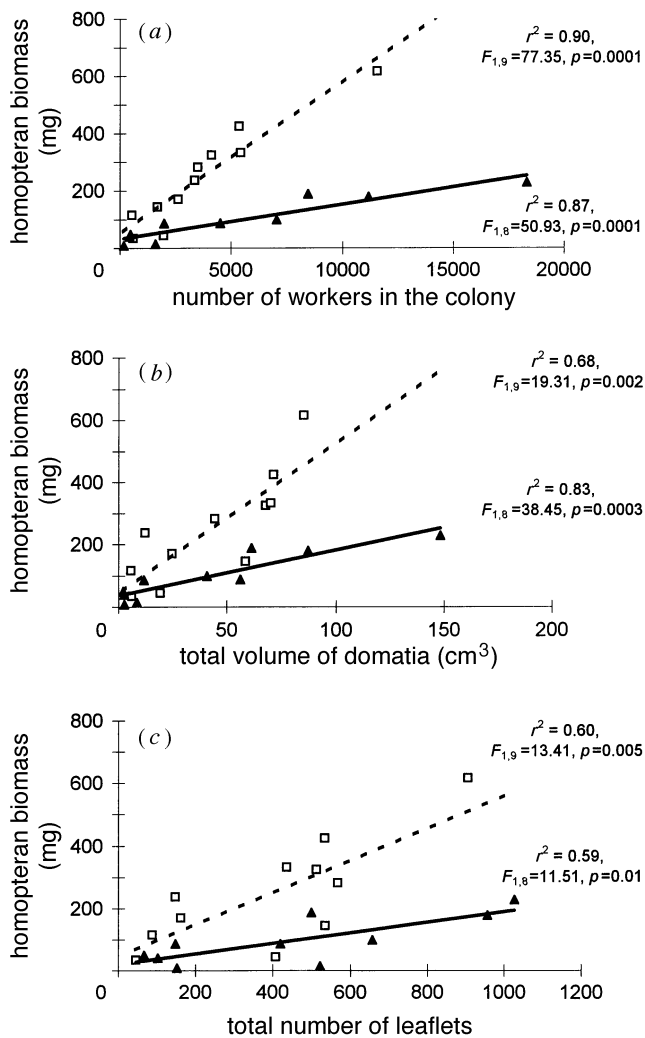 (a)
r² = 0.90,
F1,9 =77.35, p=0.0001
homopteran biomass
(mg)
800
600
400
200
r² = 0.87,
F1,8=50.93, p=0.0001
0 5000 10000 15000 20000
number of workers in the colony
(b)
r² = 0.68,
F1,9=19.31, p=0.002
homopteran biomass
(mg)
800
600
400
200
r² = 0.83,
F1,8=38.45, p=0.0003
0 50 100 150 200
total volume of domatia (cm³)
(c)
r² = 0.60,
F1,9=13.41, p=0.005
homopteran biomass
(mg)
800
600
400
200
r² = 0.59,
F1,8=11.51, p=0.01
0 200 400 600 800 1000 1200
total number of leaflets